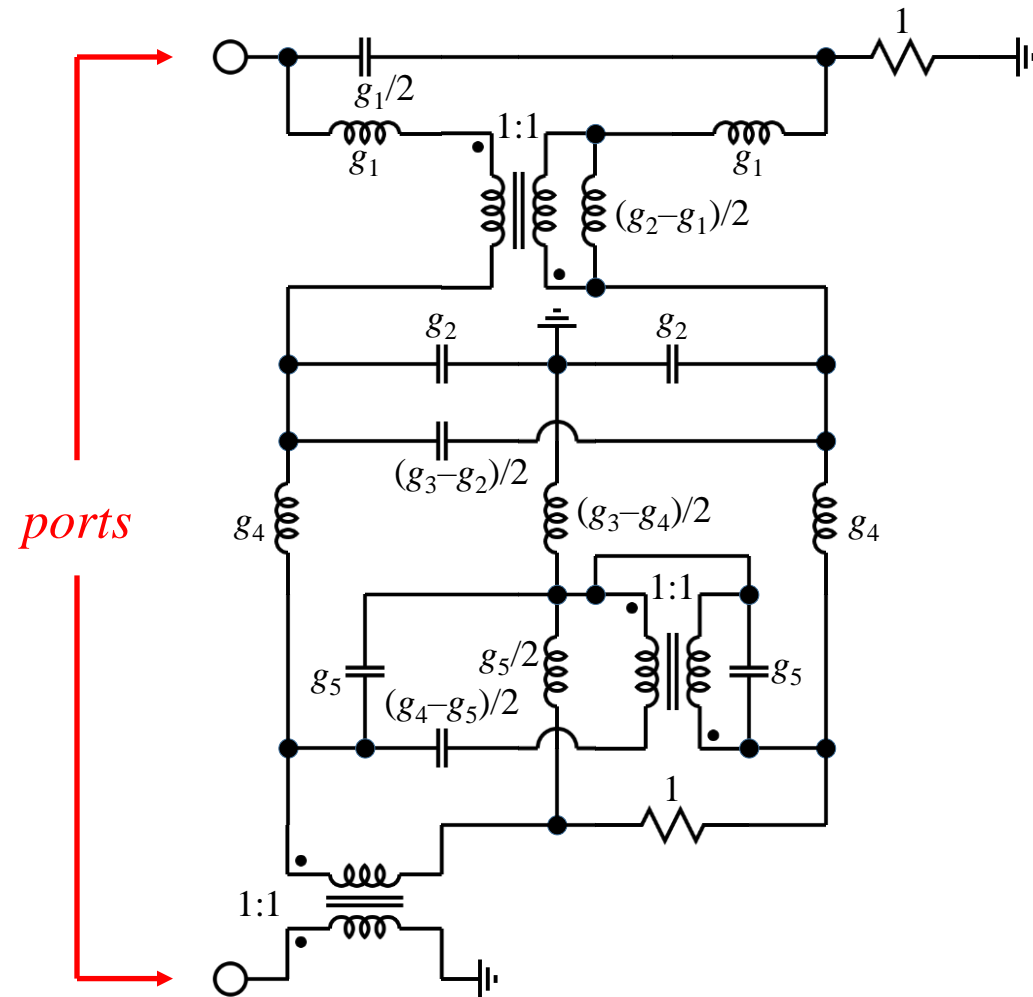 1
g₁/2
1:1
g₁
g₁
(g₂–g₁)/2
g₂
g₂
(g₃–g₂)/2
ports
g₄
(g₃–g₄)/2
g₄
1:1
g₅/2
g₅
g₅
(g₄–g₅)/2
1
1:1